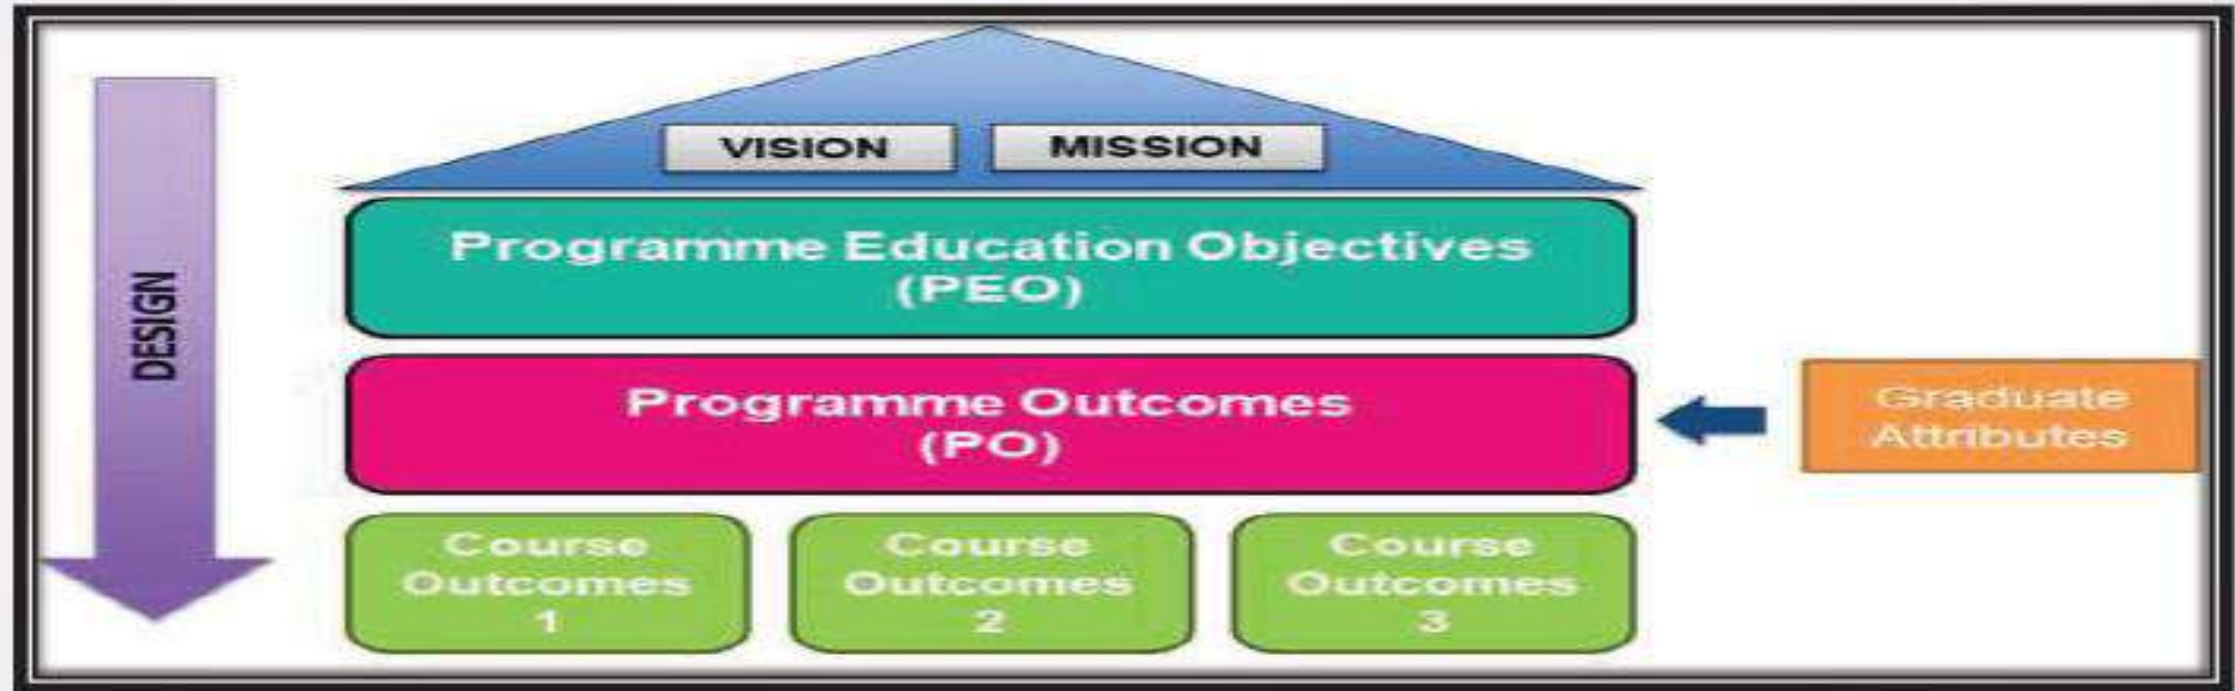 VISION
MISSION
Programme Education Objectives
(PEO)
DESIGN
Programme Outcomes
(PO)
Graduate
Attributes
Course
Outcomes
1
Course
Outcomes
2
Course
Outcomes
3